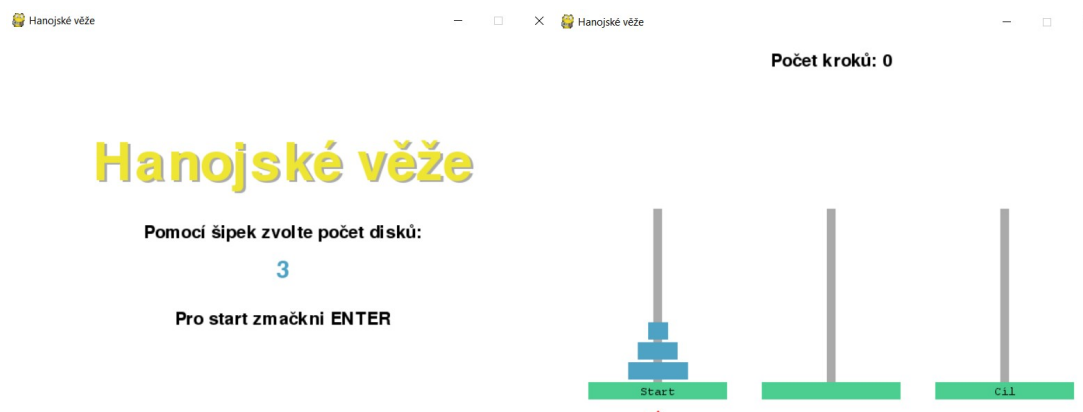 Hanojské věže
Hanojské věže
Pomocí šipek zvolte počet disků:
3
Pro start zmačkni ENTER
Hanojské věže
Počet kroků: 0
Start
Cil